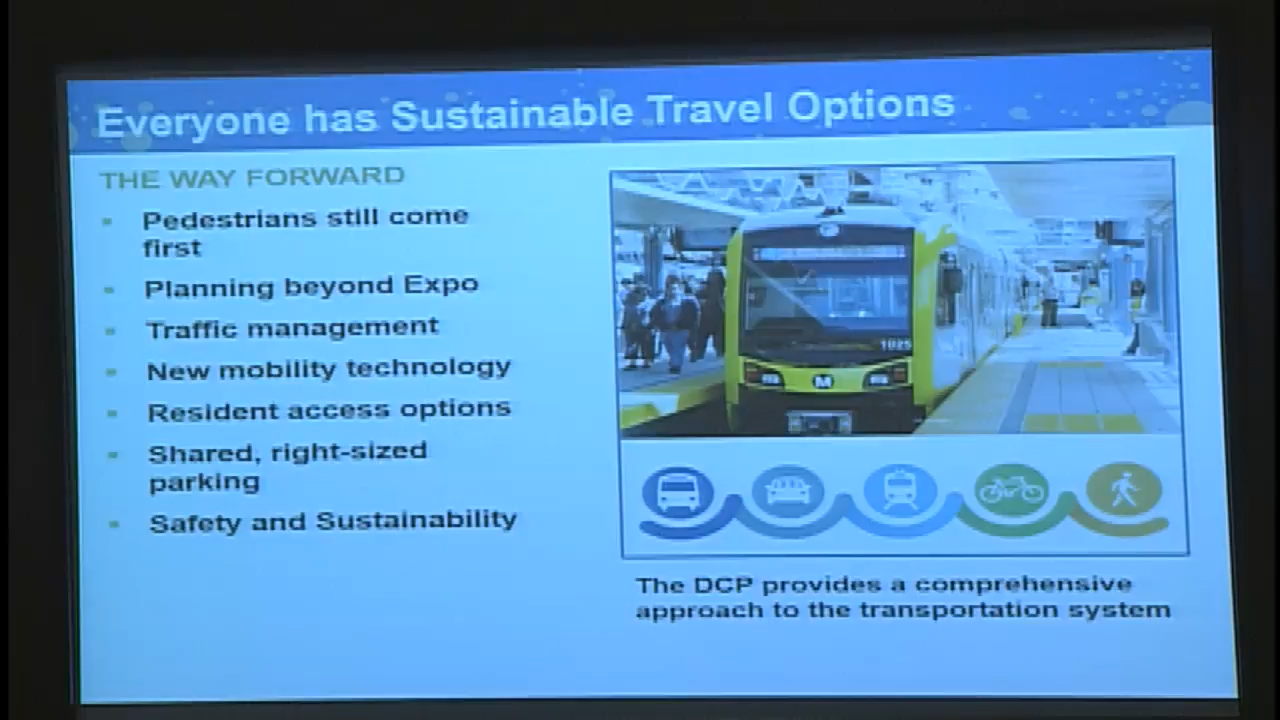 Everyone has Sustainable Travel Options
THE WAY FORWARD
Pedestrians still come
first
Planning beyond Expo
Traffic management
New mobility technology
Resident access options
Shared, right-sized
parking
Safety and Sustainability
1025
M
The DCP provides a comprehensive
approach to the transportation system